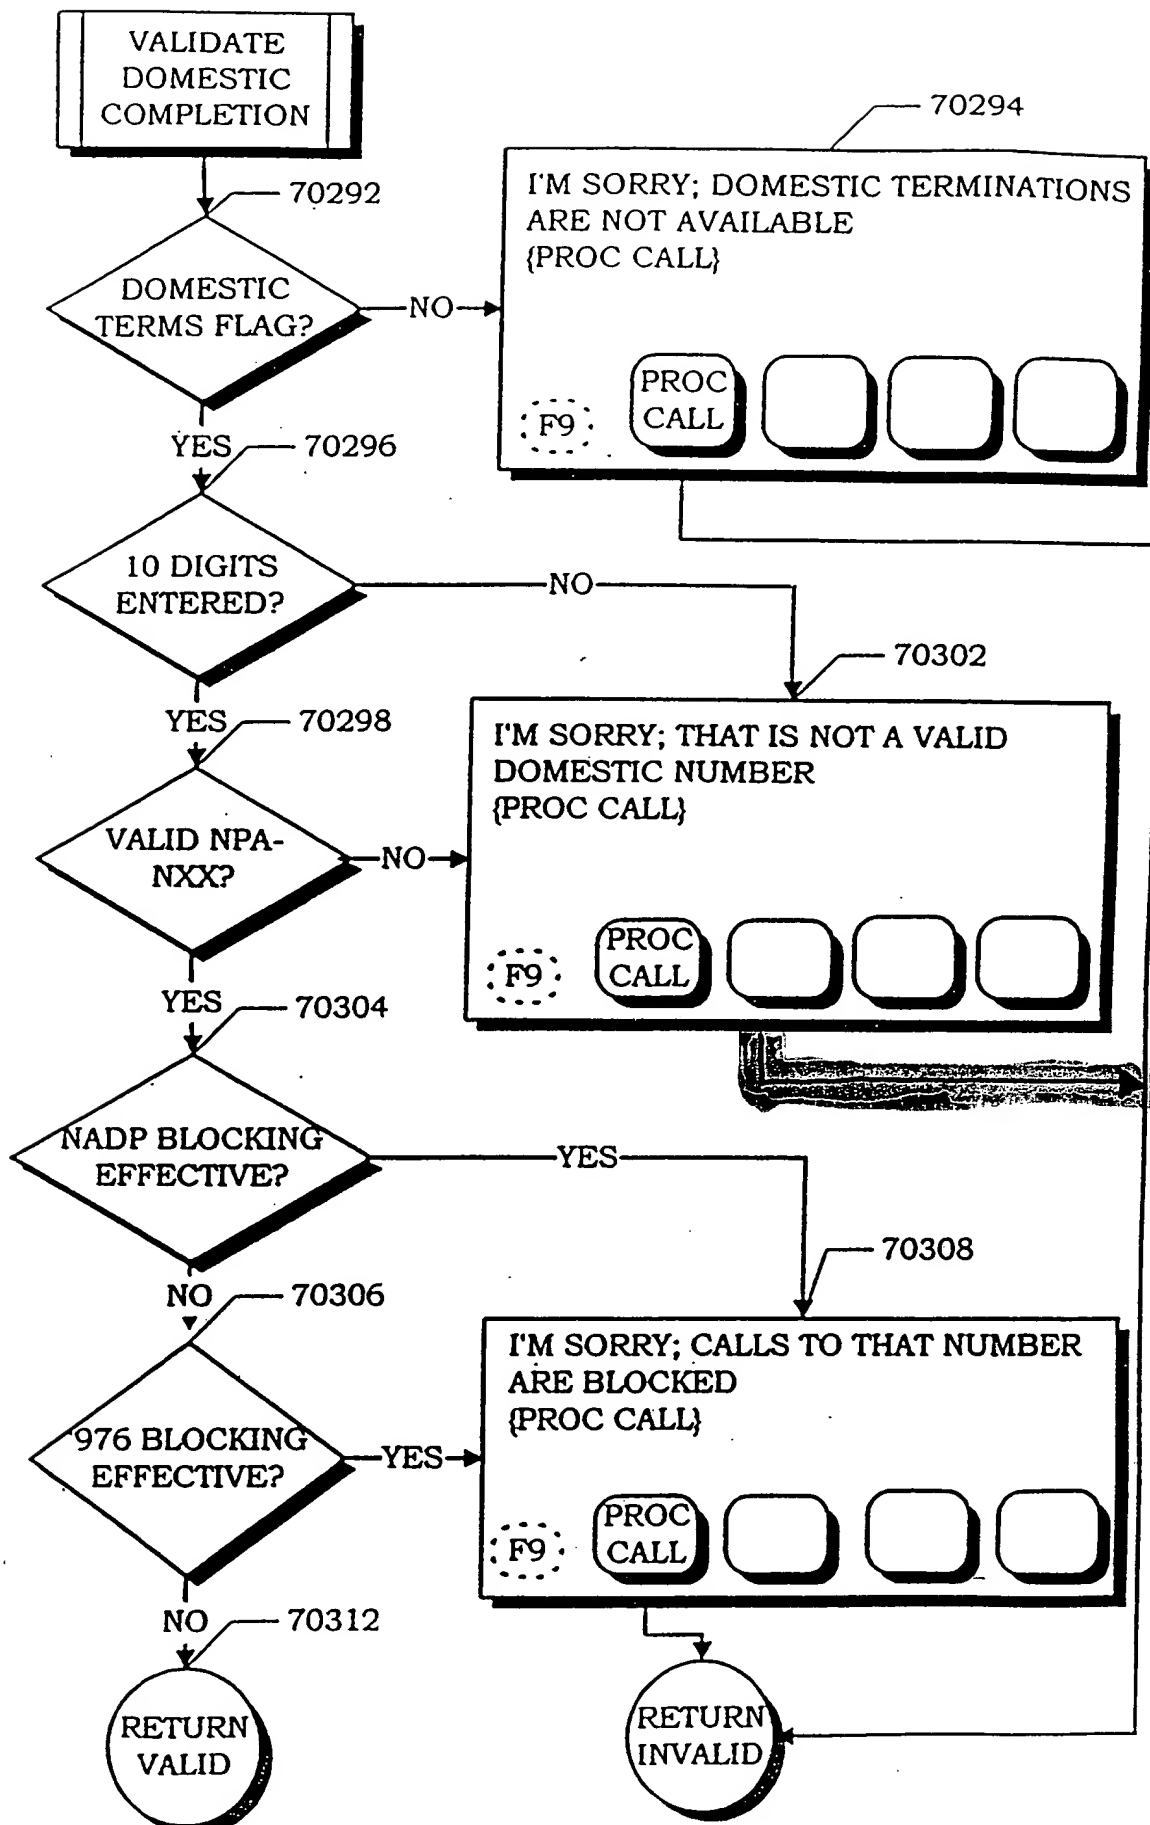 VALIDATE
DOMESTIC
COMPLETION
70294
70292
I'M SORRY; DOMESTIC TERMINATIONS
ARE NOT AVAILABLE
{PROC CALL}
DOMESTIC
TERMS FLAG?
NO
PROC
CALL
F9
YES
70296
10 DIGITS
ENTERED?
NO
70302
YES
70298
I'M SORRY; THAT IS NOT A VALID
DOMESTIC NUMBER
{PROC CALL}
VALID NPA-
NXX?
NO
PROC
CALL
F9
YES
70304
NADP BLOCKING
EFFECTIVE?
YES
70308
NO
70306
I'M SORRY; CALLS TO THAT NUMBER
ARE BLOCKED
{PROC CALL}
976 BLOCKING
EFFECTIVE?
YES
PROC
CALL
F9
NO
70312
RETURN
VALID
RETURN
INVALID